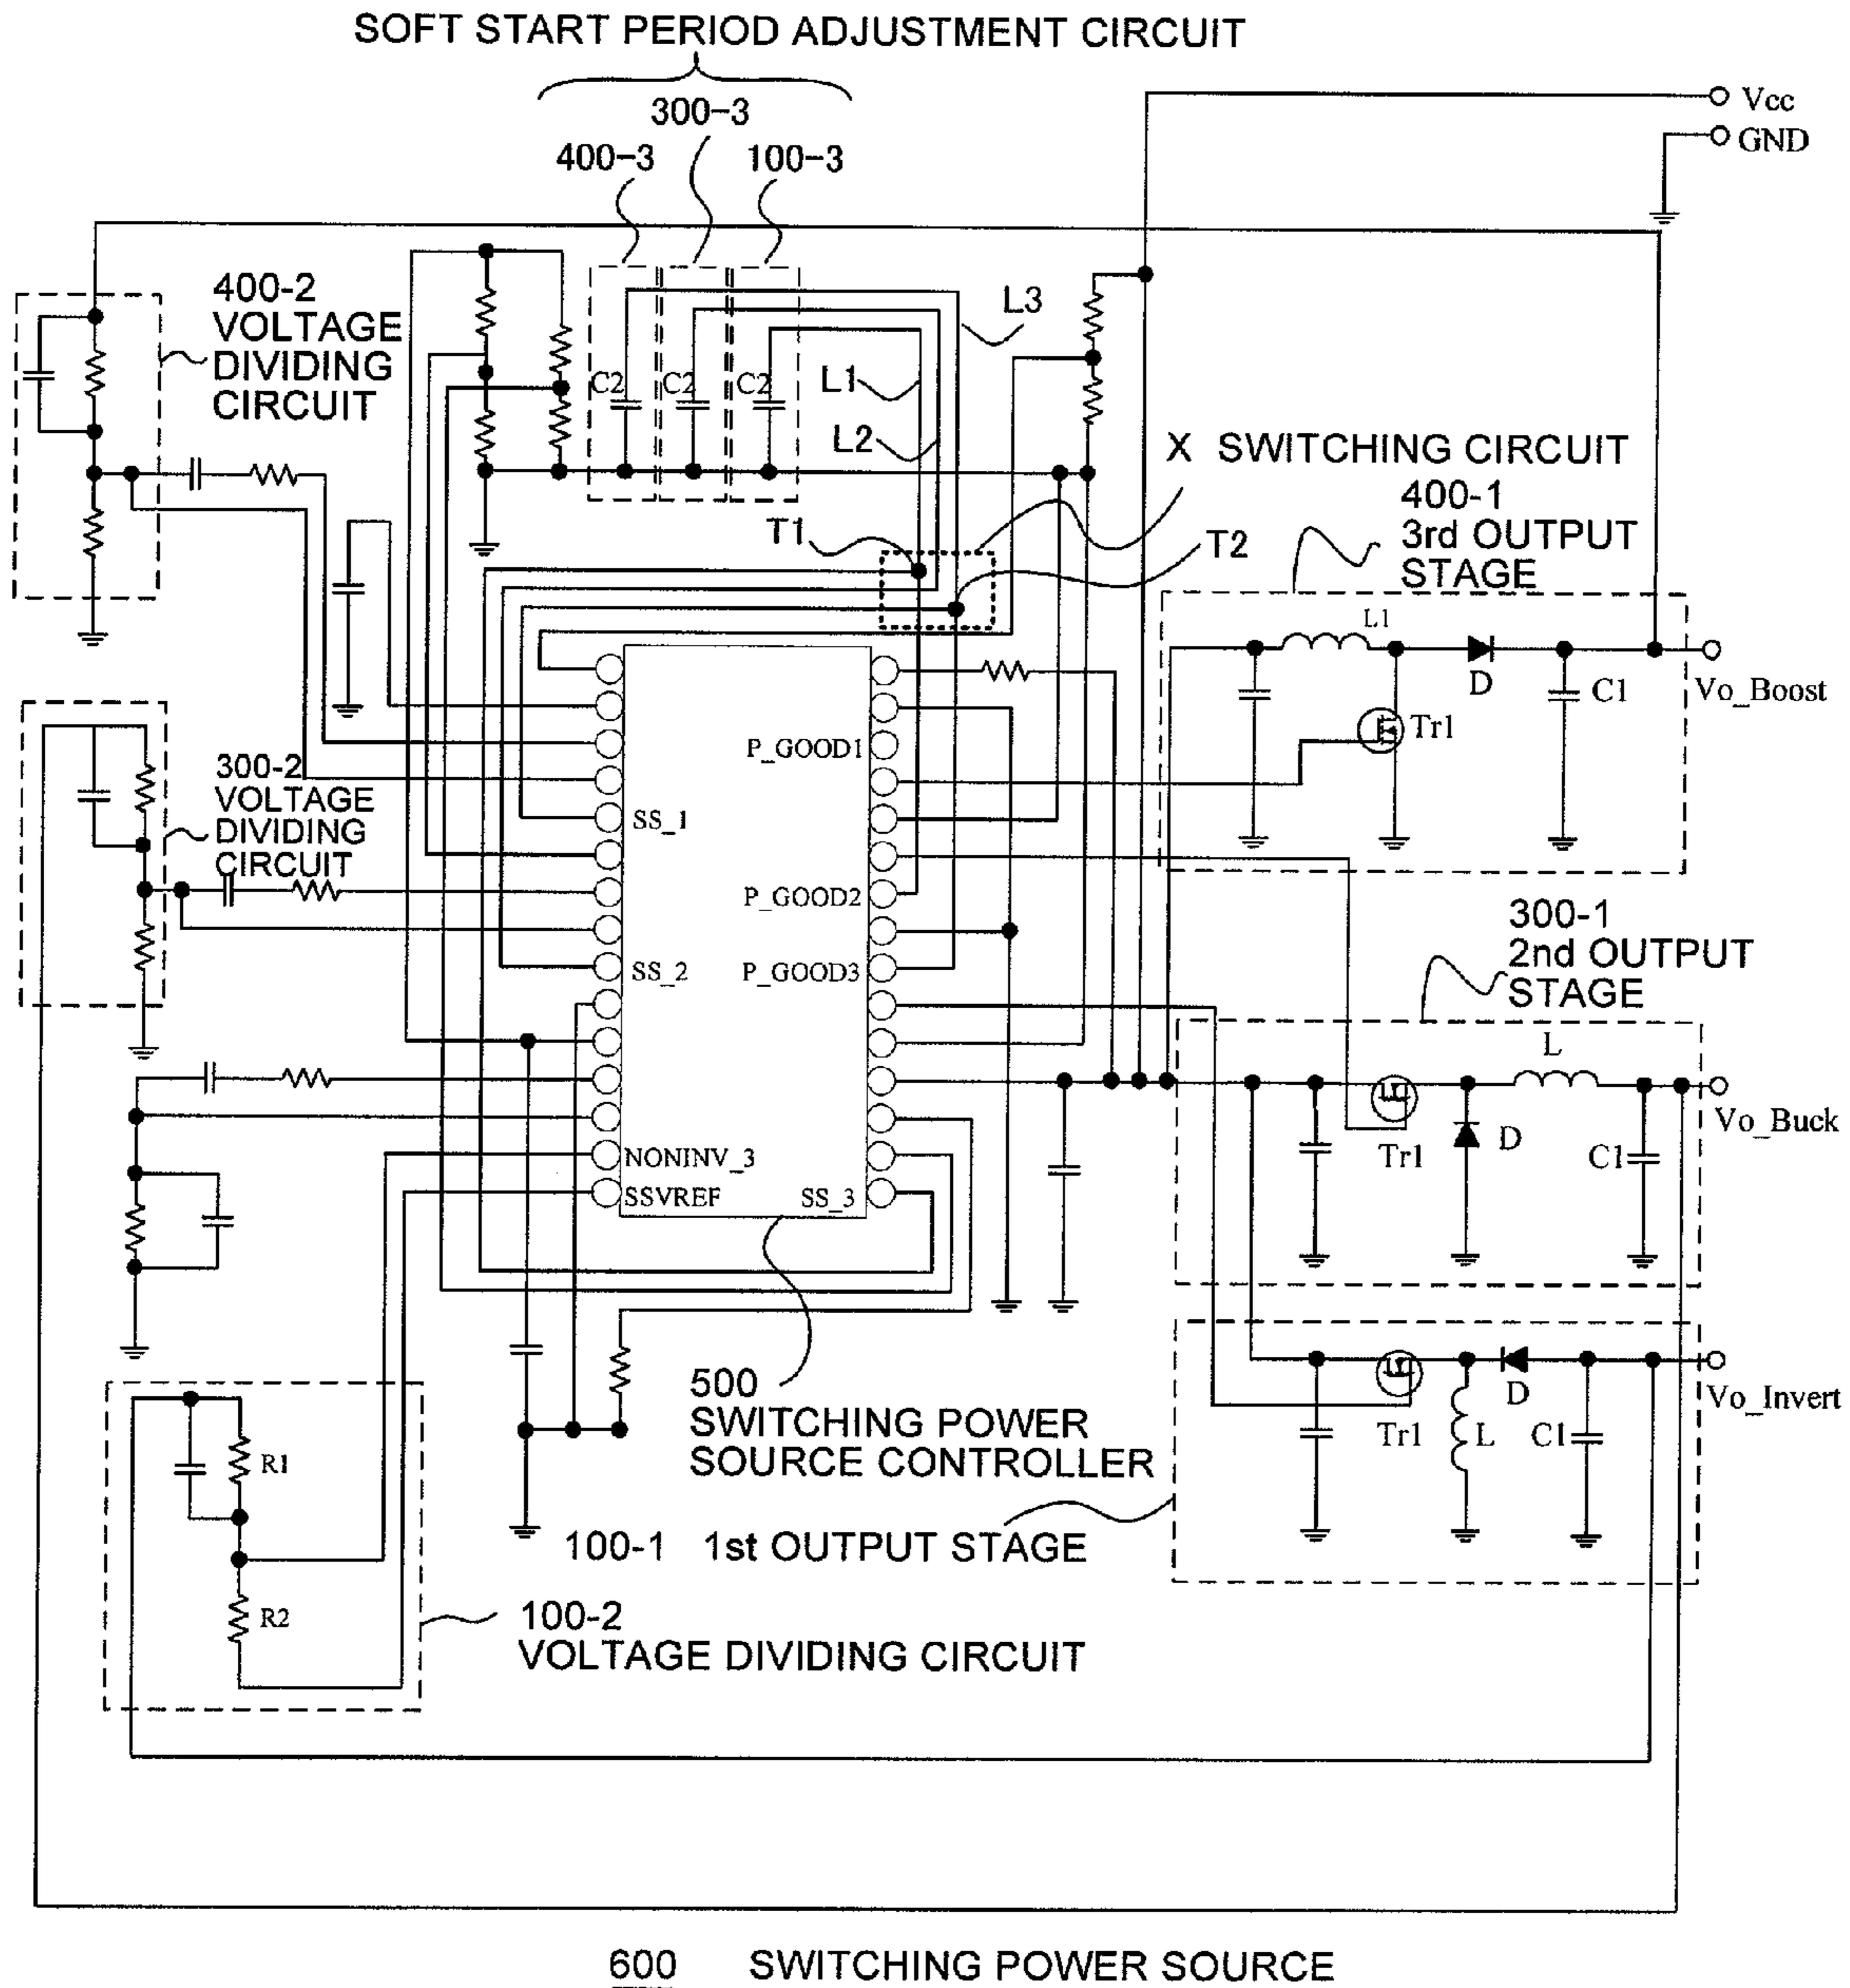 SOFT START PERIOD ADJUSTMENT CIRCUIT
300-3
400-3
100-3
Vcc
GND
400-2
VOLTAGE
DIVIDING
CIRCUIT
L3
C2
C2
C2
L1
L2
X SWITCHING CIRCUIT
400-1
3rd OUTPUT
STAGE
T1
T2
L1
D
C1
Tr1
Vo_Boost
300-2
VOLTAGE
DIVIDING
CIRCUIT
P_GOOD1
SS_1
P_GOOD2
SS_2
P_GOOD3
300-1
2nd OUTPUT
STAGE
L
Tr1
D
C1
Vo_Buck
NONINV_3
SSVREF
SS_3
500
SWITCHING POWER
SOURCE CONTROLLER
Tr1
L
D
C1
Vo_Invert
R1
R2
100-1 1st OUTPUT STAGE
100-2
VOLTAGE DIVIDING CIRCUIT
600 SWITCHING POWER SOURCE